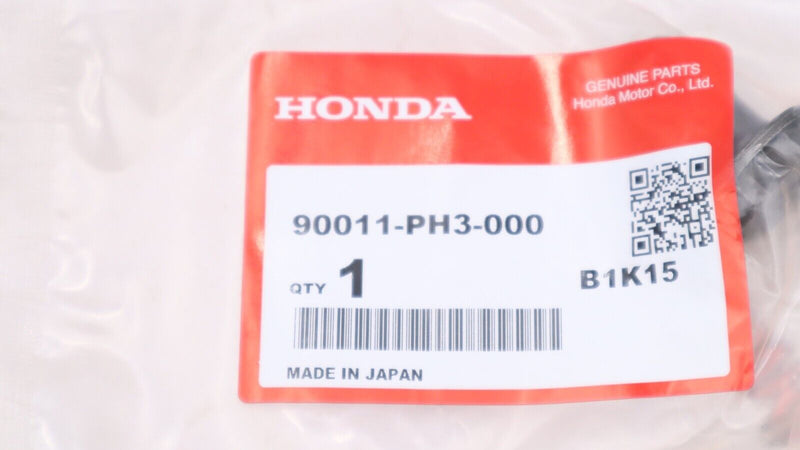 HONDA
GENUINE PARTS
Honda Motor Co., Ltd.
90011-PH3-000
QTY 1
B1K15
MADE IN JAPAN